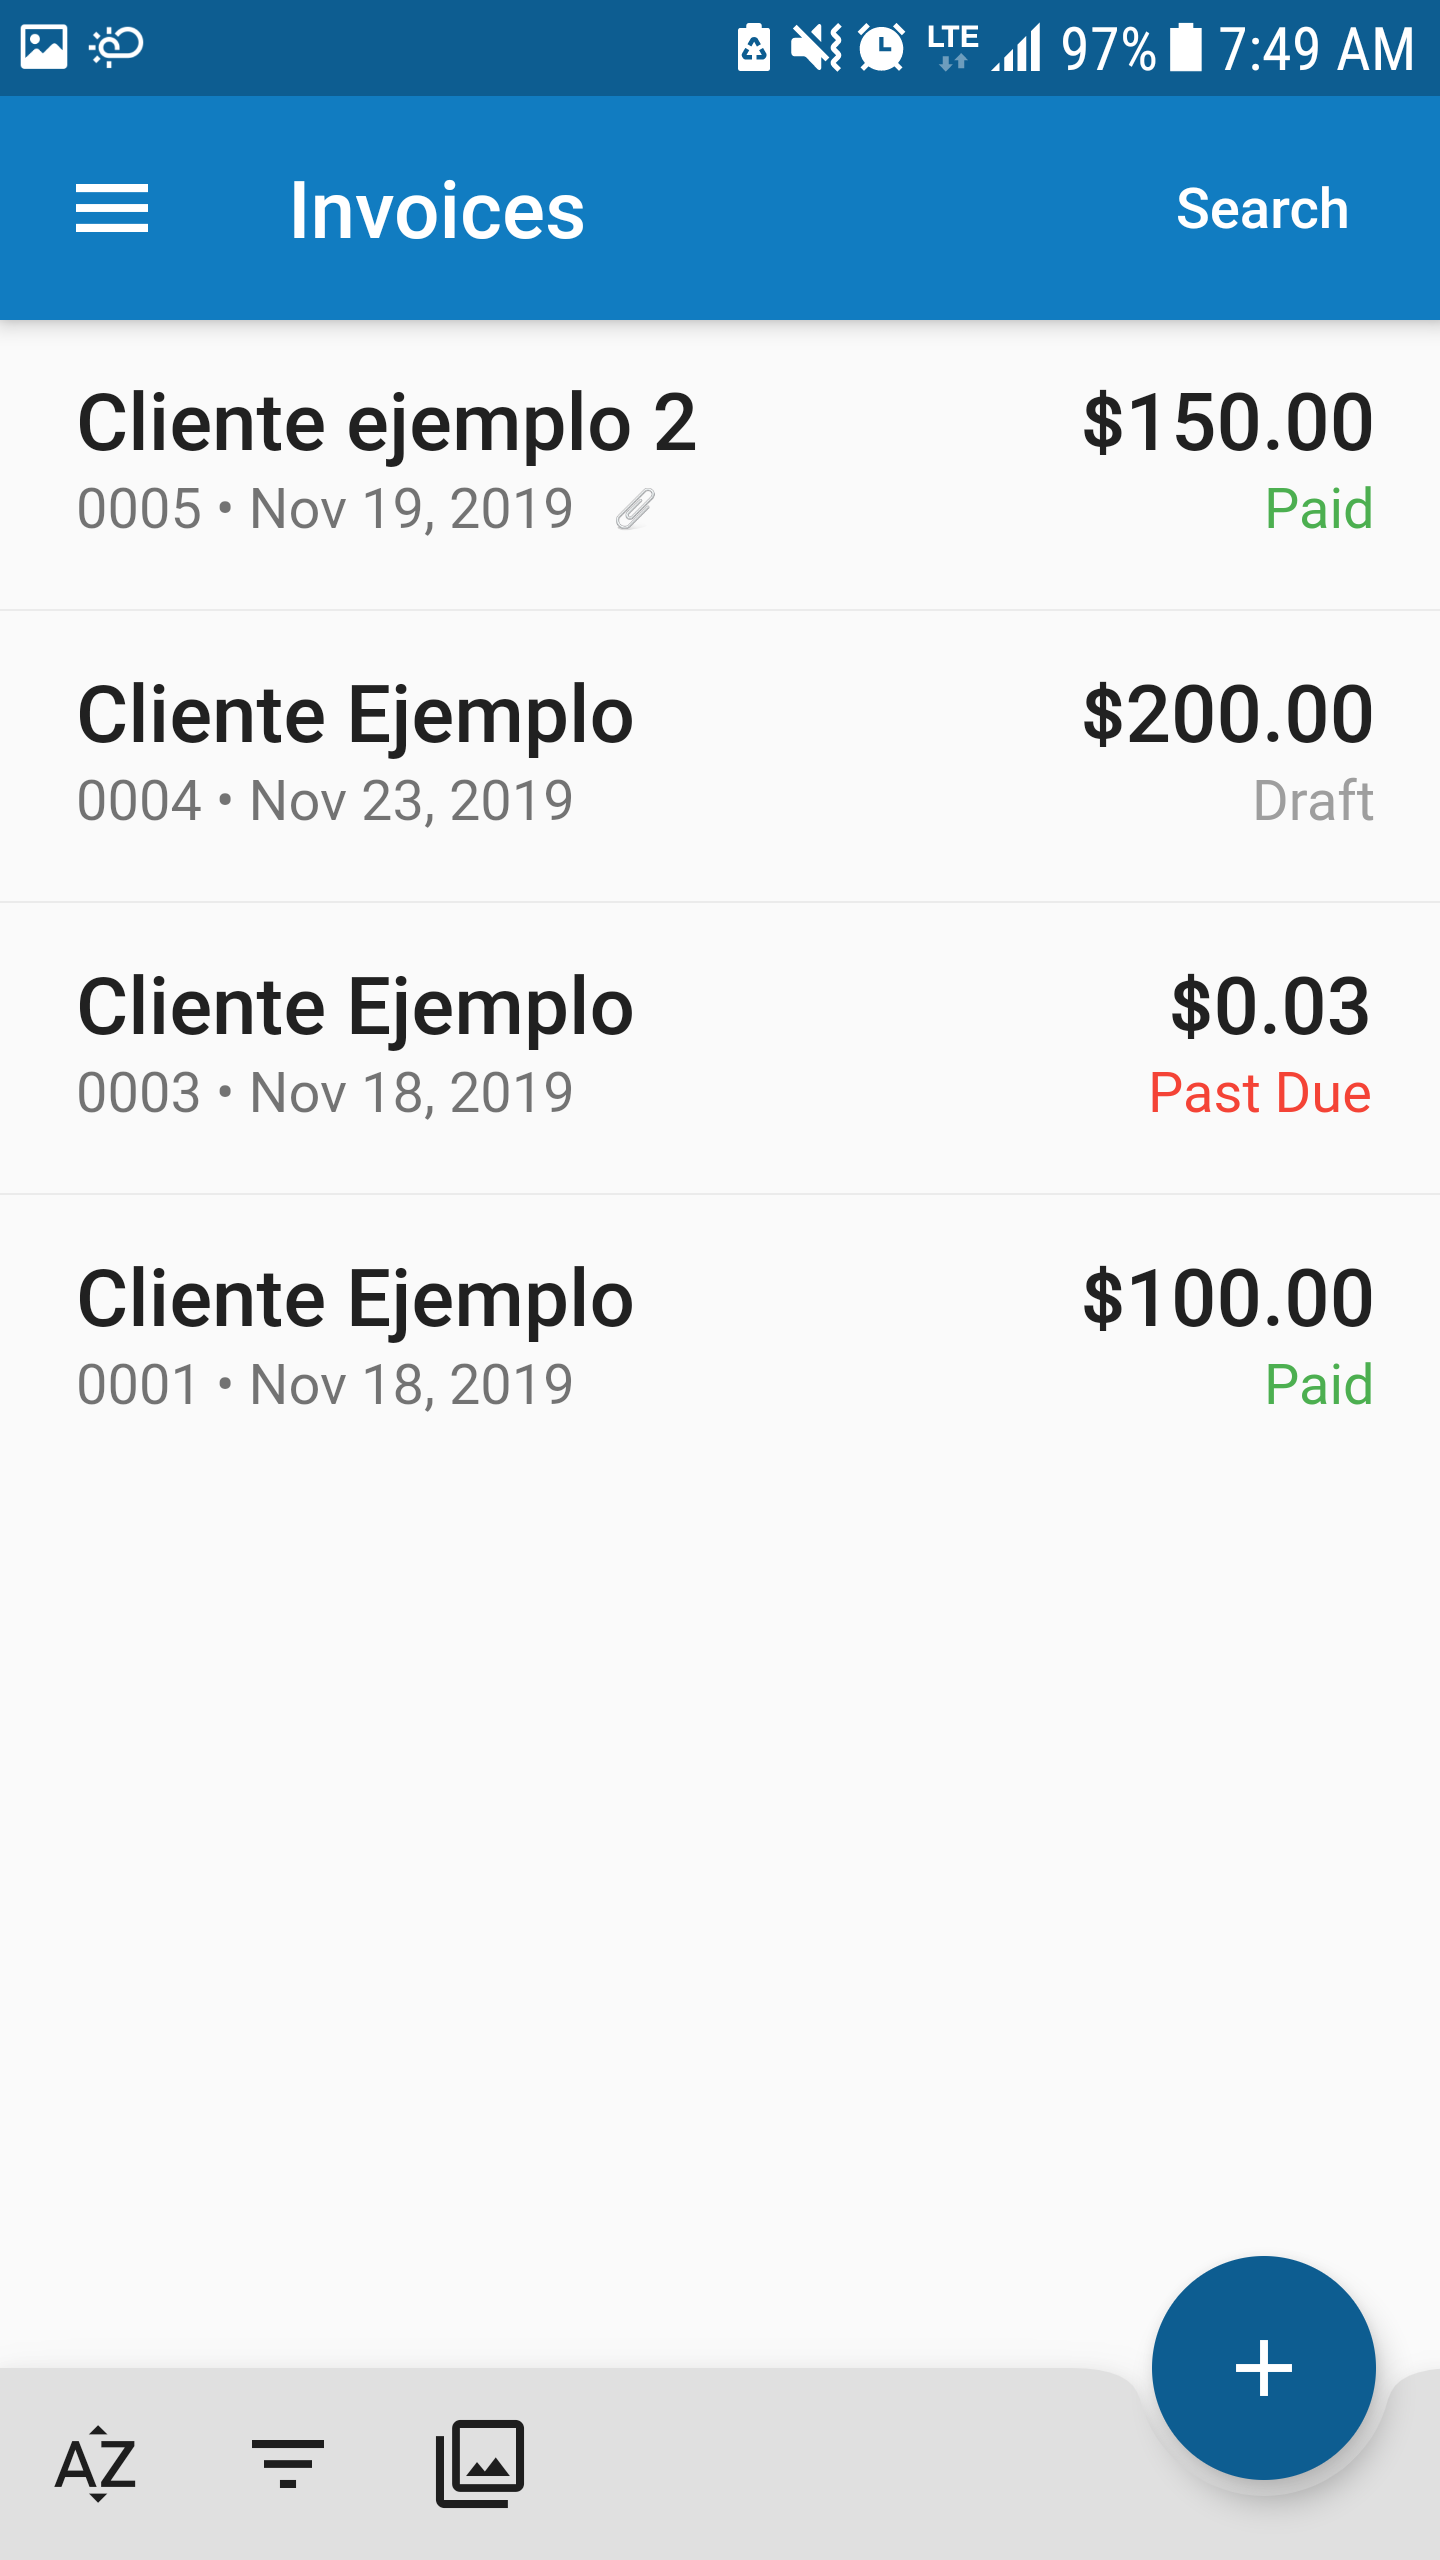 LTE 97% 7:49 AM
Invoices Search
Cliente ejemplo 2 $150.00
0005 • Nov 19, 2019 Paid
Cliente Ejemplo $200.00
0004 • Nov 23, 2019 Draft
Cliente Ejemplo $0.03
0003 • Nov 18, 2019 Past Due
Cliente Ejemplo $100.00
0001 • Nov 18, 2019 Paid
AZ